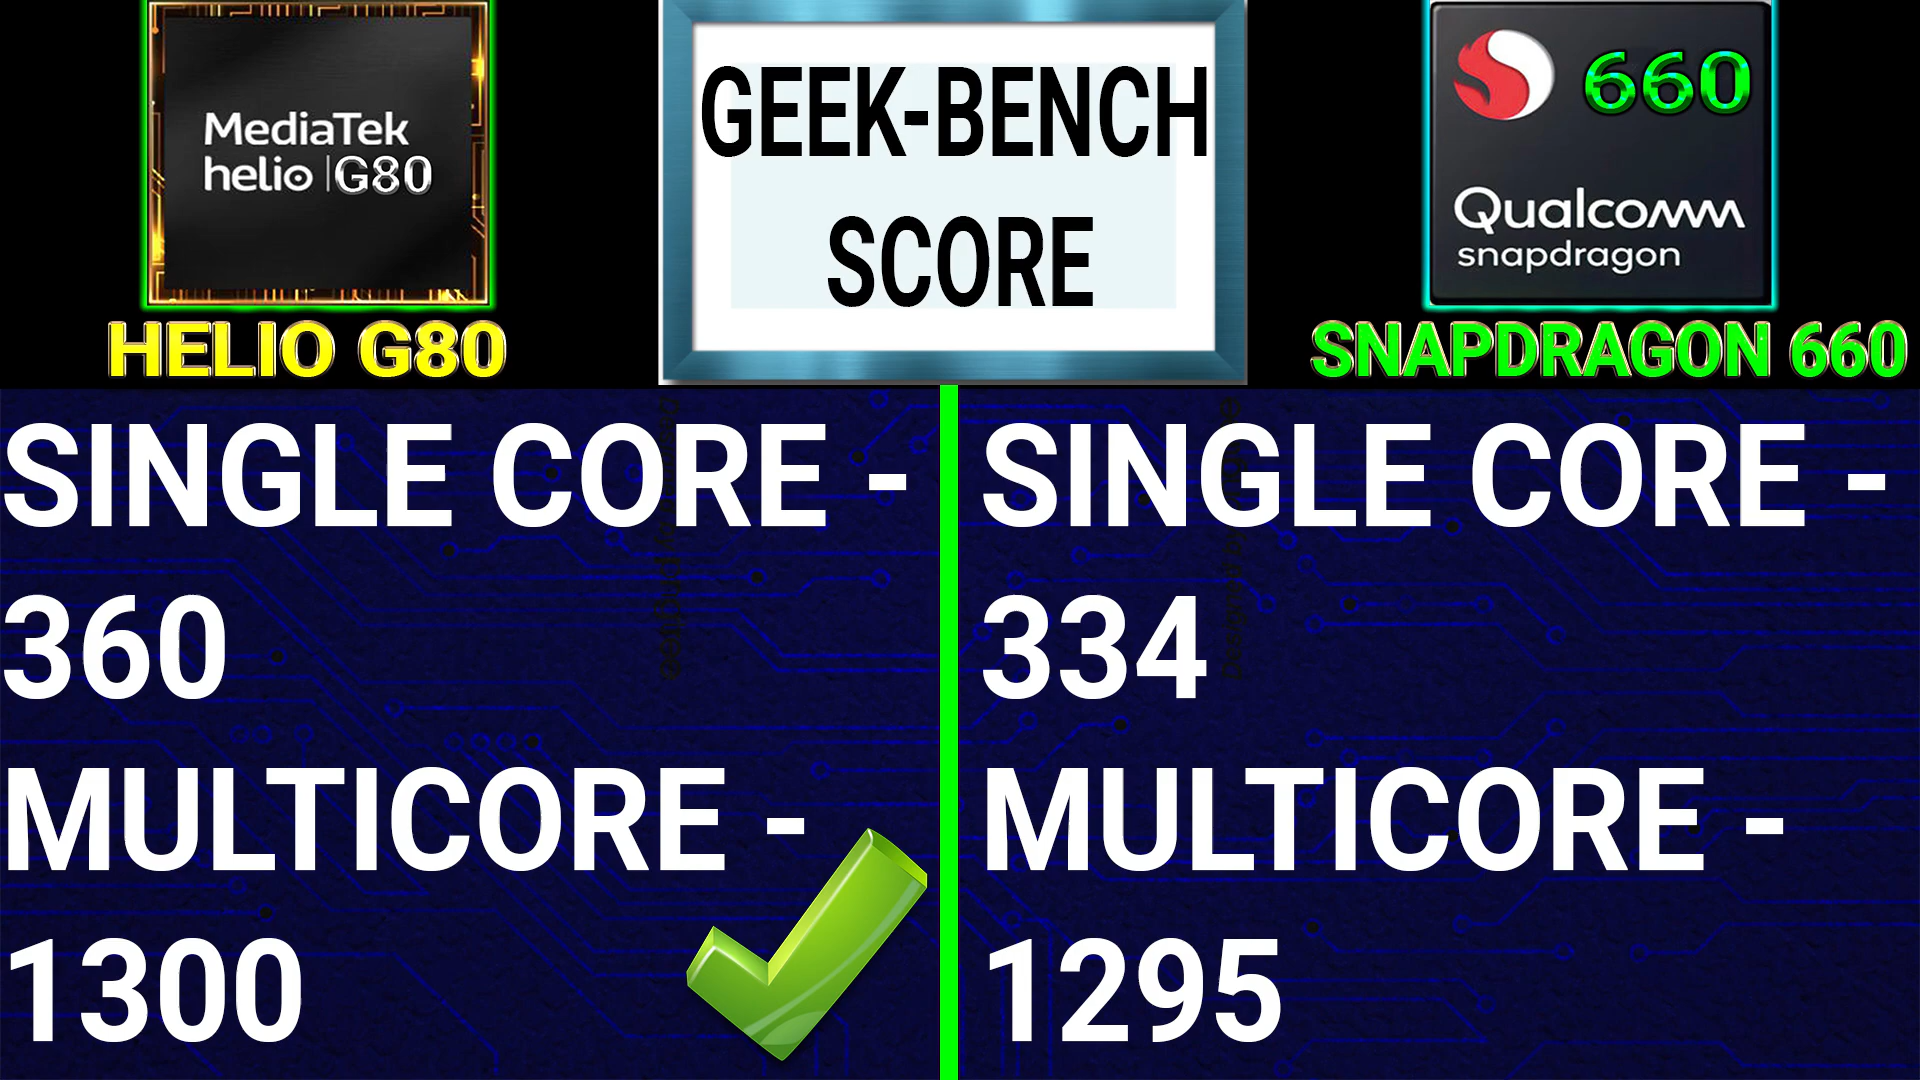 MediaTek
helio G80
HELIO G80
GEEK-BENCH
SCORE
660
Qualcomm
snapdragon
SNAPDRAGON 660
SINGLE CORE -
360
MULTICORE -
1300
SINGLE CORE -
334
MULTICORE -
1295